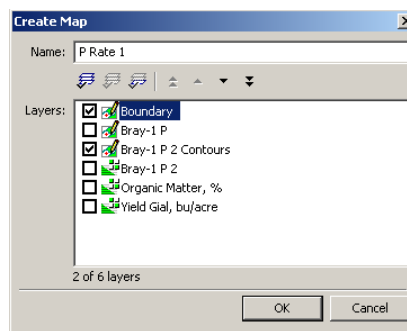 Create Map
Name: P Rate 1
Layers:
Boundary
Bray-1 P
Bray-1 P 2 Contours
Bray-1 P 2
Organic Matter, %
Yield Gial, bu/acre
2 of 6 layers
OK Cancel